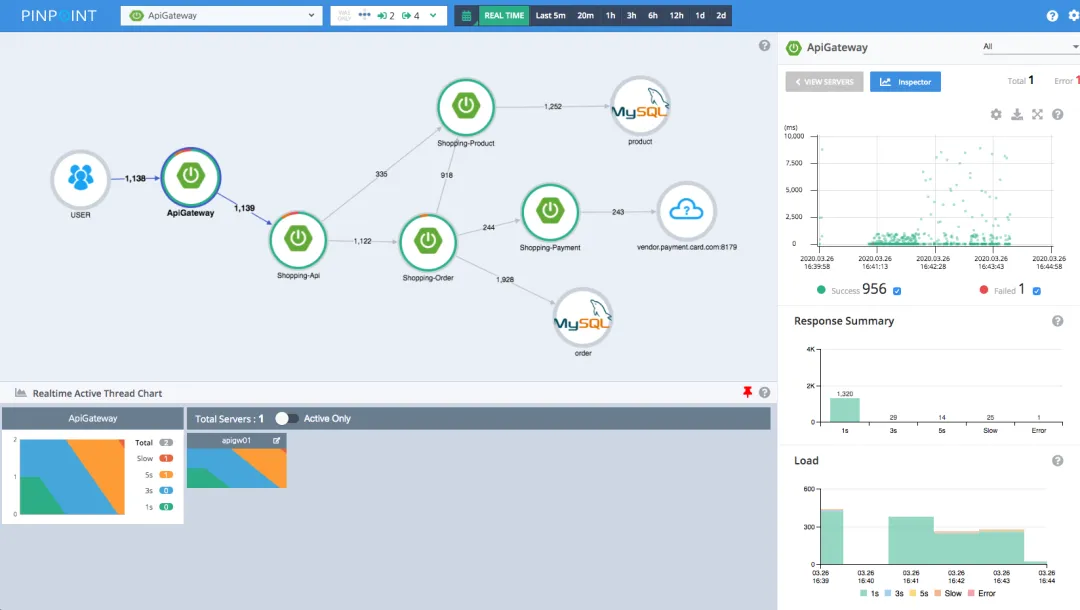 PINPOINT
ApiGateway
2
4
REAL TIME
Last 5m
20m
1h
3h
6h
12h
1d
2d
?
?
1,138
USER
ApiGateway
1,139
Shopping-Api
335
1,122
Shopping-Product
918
1,252
MySQL
product
Shopping-Order
244
Shopping-Payment
243
?
vendor.payment.card.com:8179
1,928
MySQL
order
ApiGateway
All
VIEW SERVERS
Inspector
Total 1
Error 1
?
(ms)
10,000
7,500
5,000
2,500
0
2020.03.26 2020.03.26 2020.03.26 2020.03.26 2020.03.26
16:39:58 16:41:13 16:42:28 16:43:43 16:44:58
Success 956
Failed 1
Response Summary
?
4K
2K
0
1,320
29
14
25
1
1s 3s 5s Slow Error
Load
?
600
300
0
03.26 03.26 03.26 03.26 03.26 03.26
16:39 16:40 16:41 16:42 16:43 16:44
1s 3s 5s Slow Error
Realtime Active Thread Chart
?
ApiGateway
2
1
0
Total 2
Slow 1
5s 1
3s 0
1s 0
Total Servers : 1
Active Only
apigw01